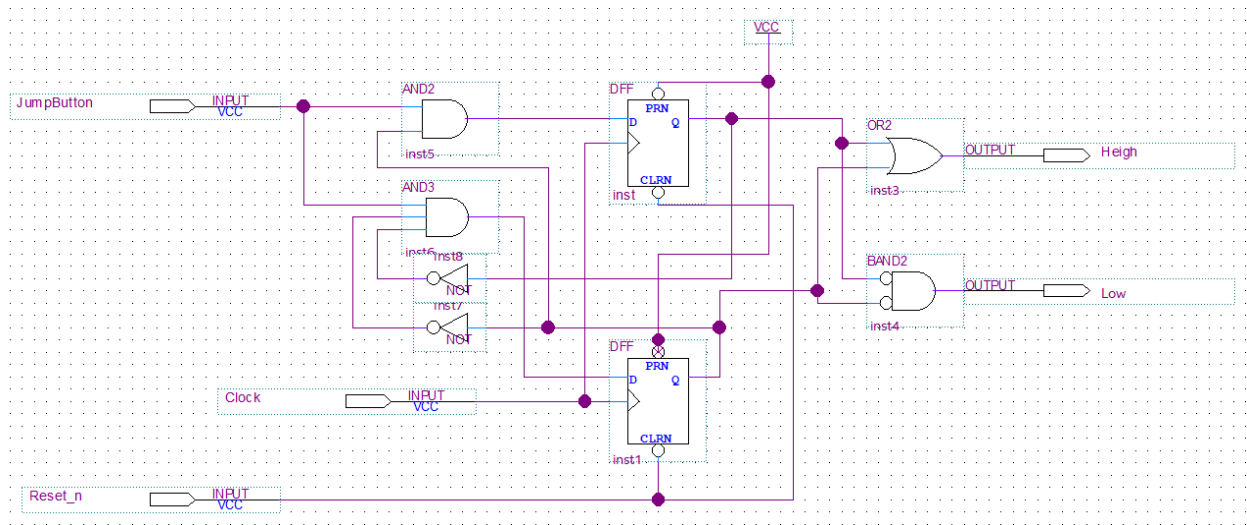 VCC
JumpButton
INPUT
VCC
AND2
inst5
DFF
PRN
D
Q
CLRN
inst
OR2
inst3
OUTPUT
Heigh
AND3
inst6
inst8
NOT
inst7
NOT
BAND2
inst4
OUTPUT
Low
DFF
PRN
D
Q
CLRN
inst1
Clock
INPUT
VCC
Reset_n
INPUT
VCC